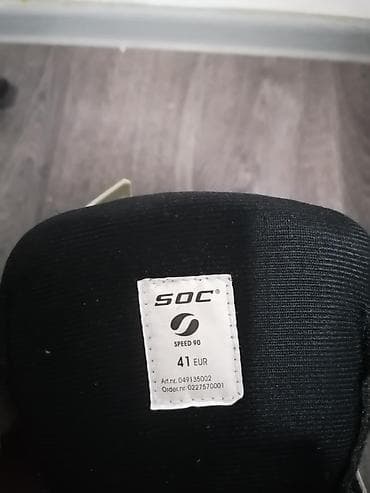 SOC®
SPEED 90
41 EUR
Art.nr. 049135002
Order.nr. 0227570001